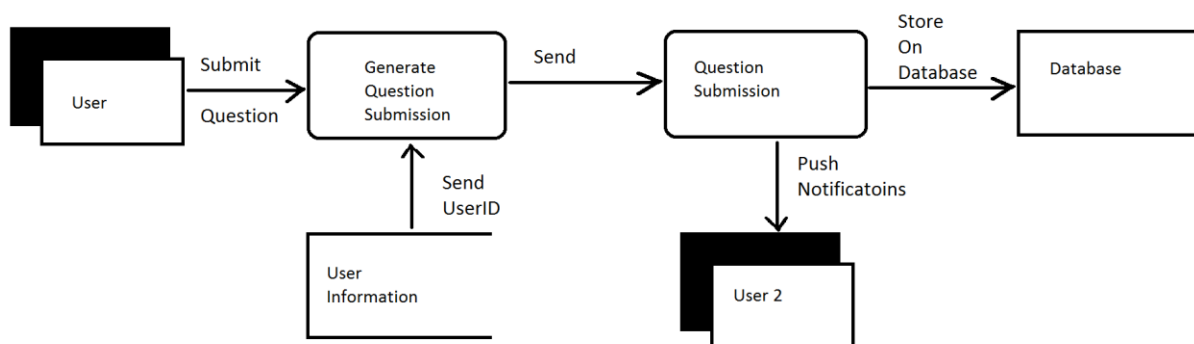 User
Submit
Question
Generate
Question
Submission
Send
Question
Submission
Store
On
Database
Database
Send
UserID
User
Information
Push
Notificatoins
User 2